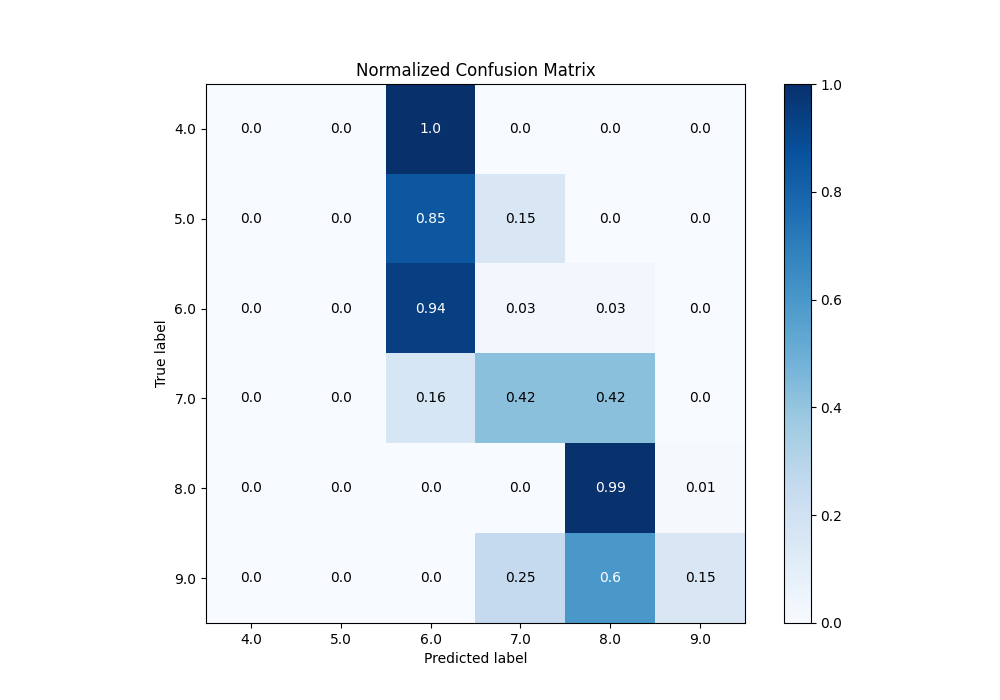 Normalized Confusion Matrix
4.0 0.0 0.0 1.0 0.0 0.0 0.0
5.0 0.0 0.0 0.85 0.15 0.0 0.0
6.0 0.0 0.0 0.94 0.03 0.03 0.0
7.0 0.0 0.0 0.16 0.42 0.42 0.0
8.0 0.0 0.0 0.0 0.0 0.99 0.01
9.0 0.0 0.0 0.0 0.25 0.6 0.15
4.0 5.0 6.0 7.0 8.0 9.0
Predicted label
True label
1.0
0.8
0.6
0.4
0.2
0.0